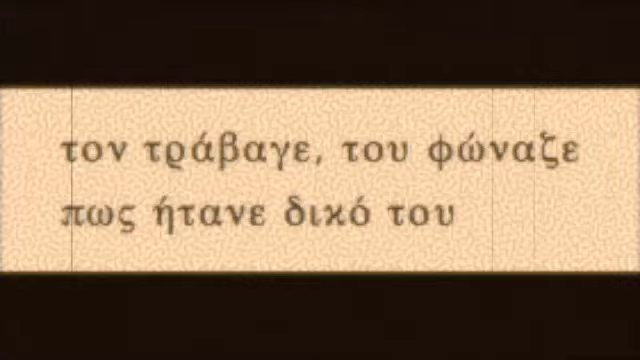 τον τράβαγε, του φώναζε
πως ήτανε δικό του